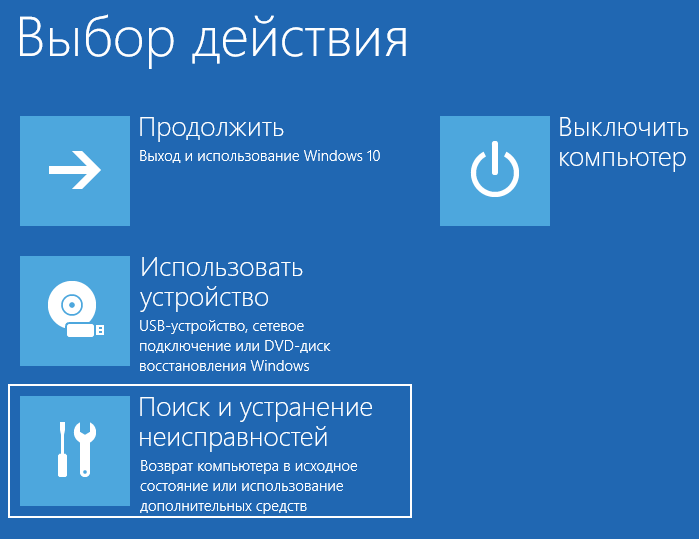 Выбор действия
Продолжить
Выход и использование Windows 10
Выключить
компьютер
Использовать
устройство
USB-устройство, сетевое
подключение или DVD-диск
восстановления Windows
Поиск и устранение
неисправностей
Возврат компьютера в исходное
состояние или использование
дополнительных средств